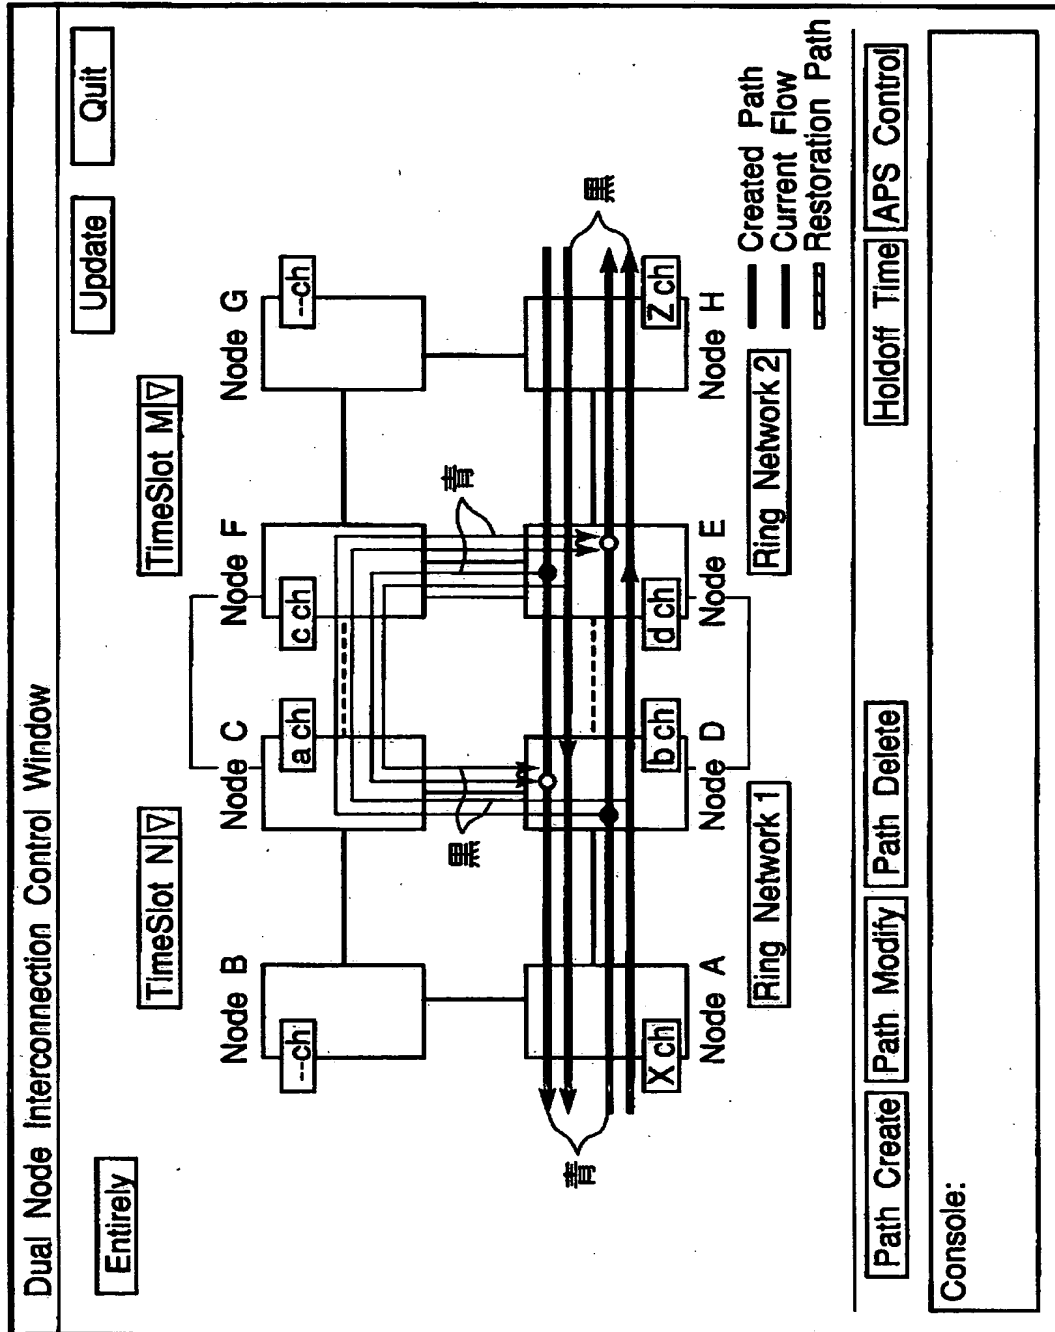 Dual Node Interconnection Control Window
Entirely
Update
Quit
TimeSlot N ▽
TimeSlot M ▽
Node B
Node C
Node F
Node G
--ch
a ch
c ch
--ch
黒
青
青
黒
X ch
b ch
d ch
Z ch
Node A
Node D
Node E
Node H
Ring Network 1
Ring Network 2
Created Path
Current Flow
Restoration Path
Path Create
Path Modify
Path Delete
Holdoff Time
APS Control
Console: